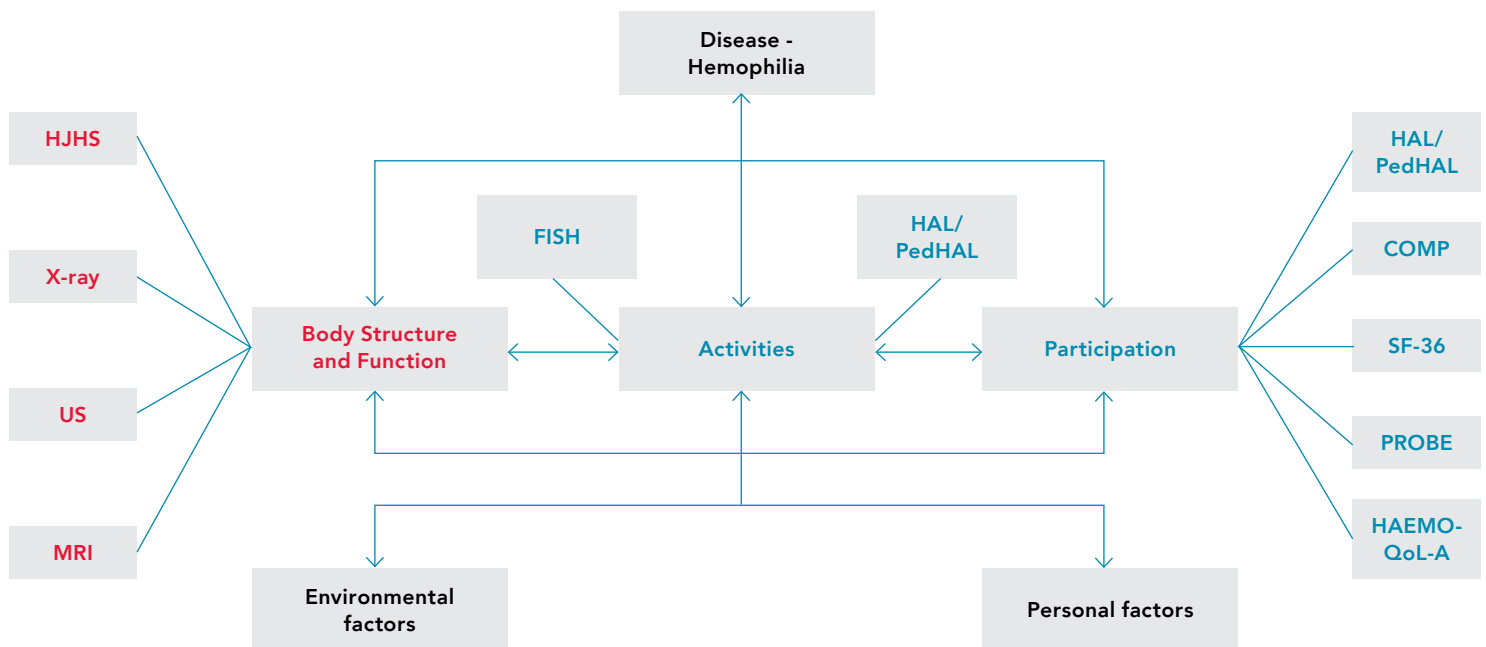 Disease -
Hemophilia
HJHS
HAL/
PedHAL
FISH
HAL/
PedHAL
COMP
X-ray
Body Structure
and Function
Activities
Participation
SF-36
US
PROBE
MRI
HAEMO-
QoL-A
Environmental
factors
Personal factors